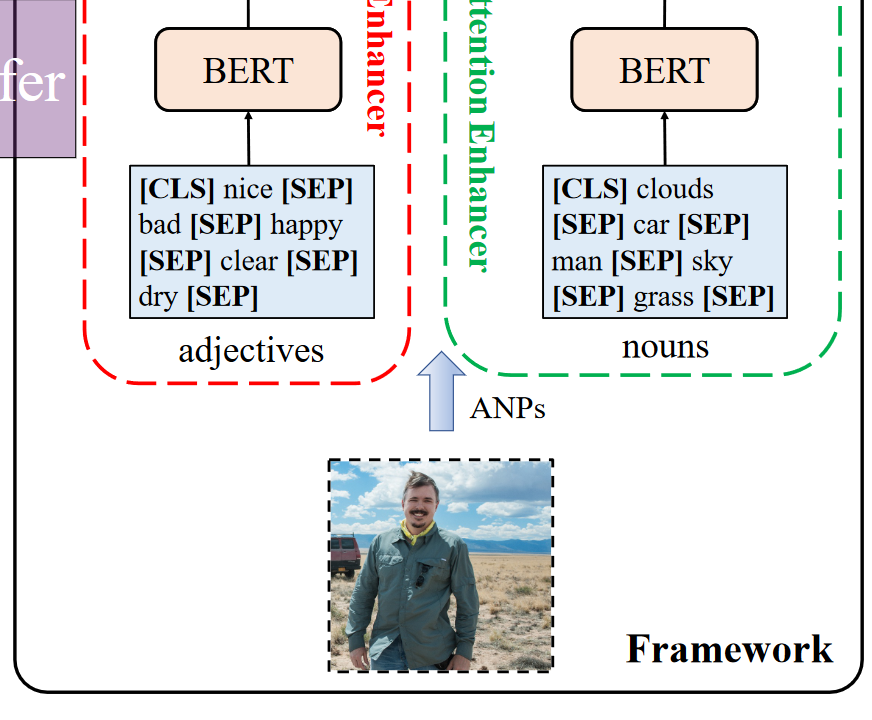 fer
BERT
Enhancer
ttention Enhancer
BERT
[CLS] nice [SEP]
bad [SEP] happy
[SEP] clear [SEP]
dry [SEP]
adjectives
[CLS] clouds
[SEP] car [SEP]
man [SEP] sky
[SEP] grass [SEP]
nouns
ANPs
Framework